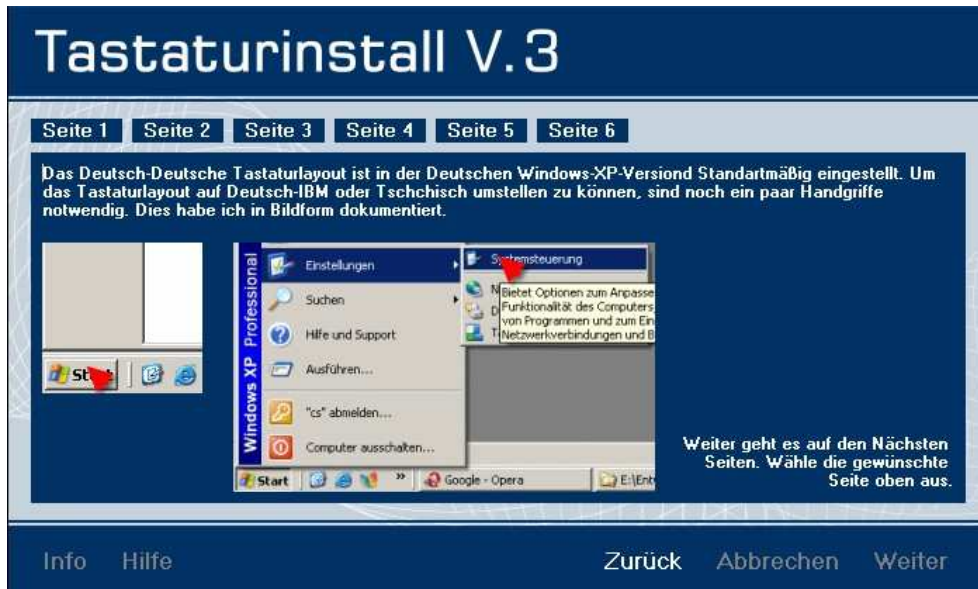 Tastaturinstall V.3
Seite 1 Seite 2 Seite 3 Seite 4 Seite 5 Seite 6
Das Deutsch-Deutsche Tastaturlayout ist in der Deutschen Windows-XP-Versiond Standartmäßig eingestellt. Um
das Tastaturlayout auf Deutsch-IBM oder Tschchisch umstellen zu können, sind noch ein paar Handgriffe
notwendig. Dies habe ich in Bildform dokumentiert.
Start
Windows XP Professional
Einstellungen
Suchen
Hilfe und Support
Ausführen...
"cs" abmelden...
Computer ausschalten...
Systemsteuerung
Bietet Optionen zum Anpasse
Funktionalität des Computers,
von Programmen und zum Ein
Netzwerkverbindungen und B
Start » Google - Opera E:\Ent
Weiter geht es auf den Nächsten
Seiten. Wähle die gewünschte
Seite oben aus.
Info Hilfe Zurück Abbrechen Weiter